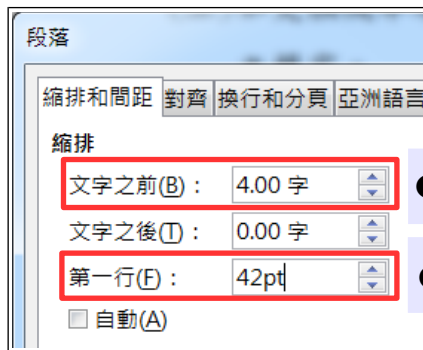 段落
縮排和間距 對齊 換行和分頁 亞洲語言
縮排
文字之前(B)： 4.00 字
文字之後(T)： 0.00 字
第一行(F)： 42pt
自動(A)